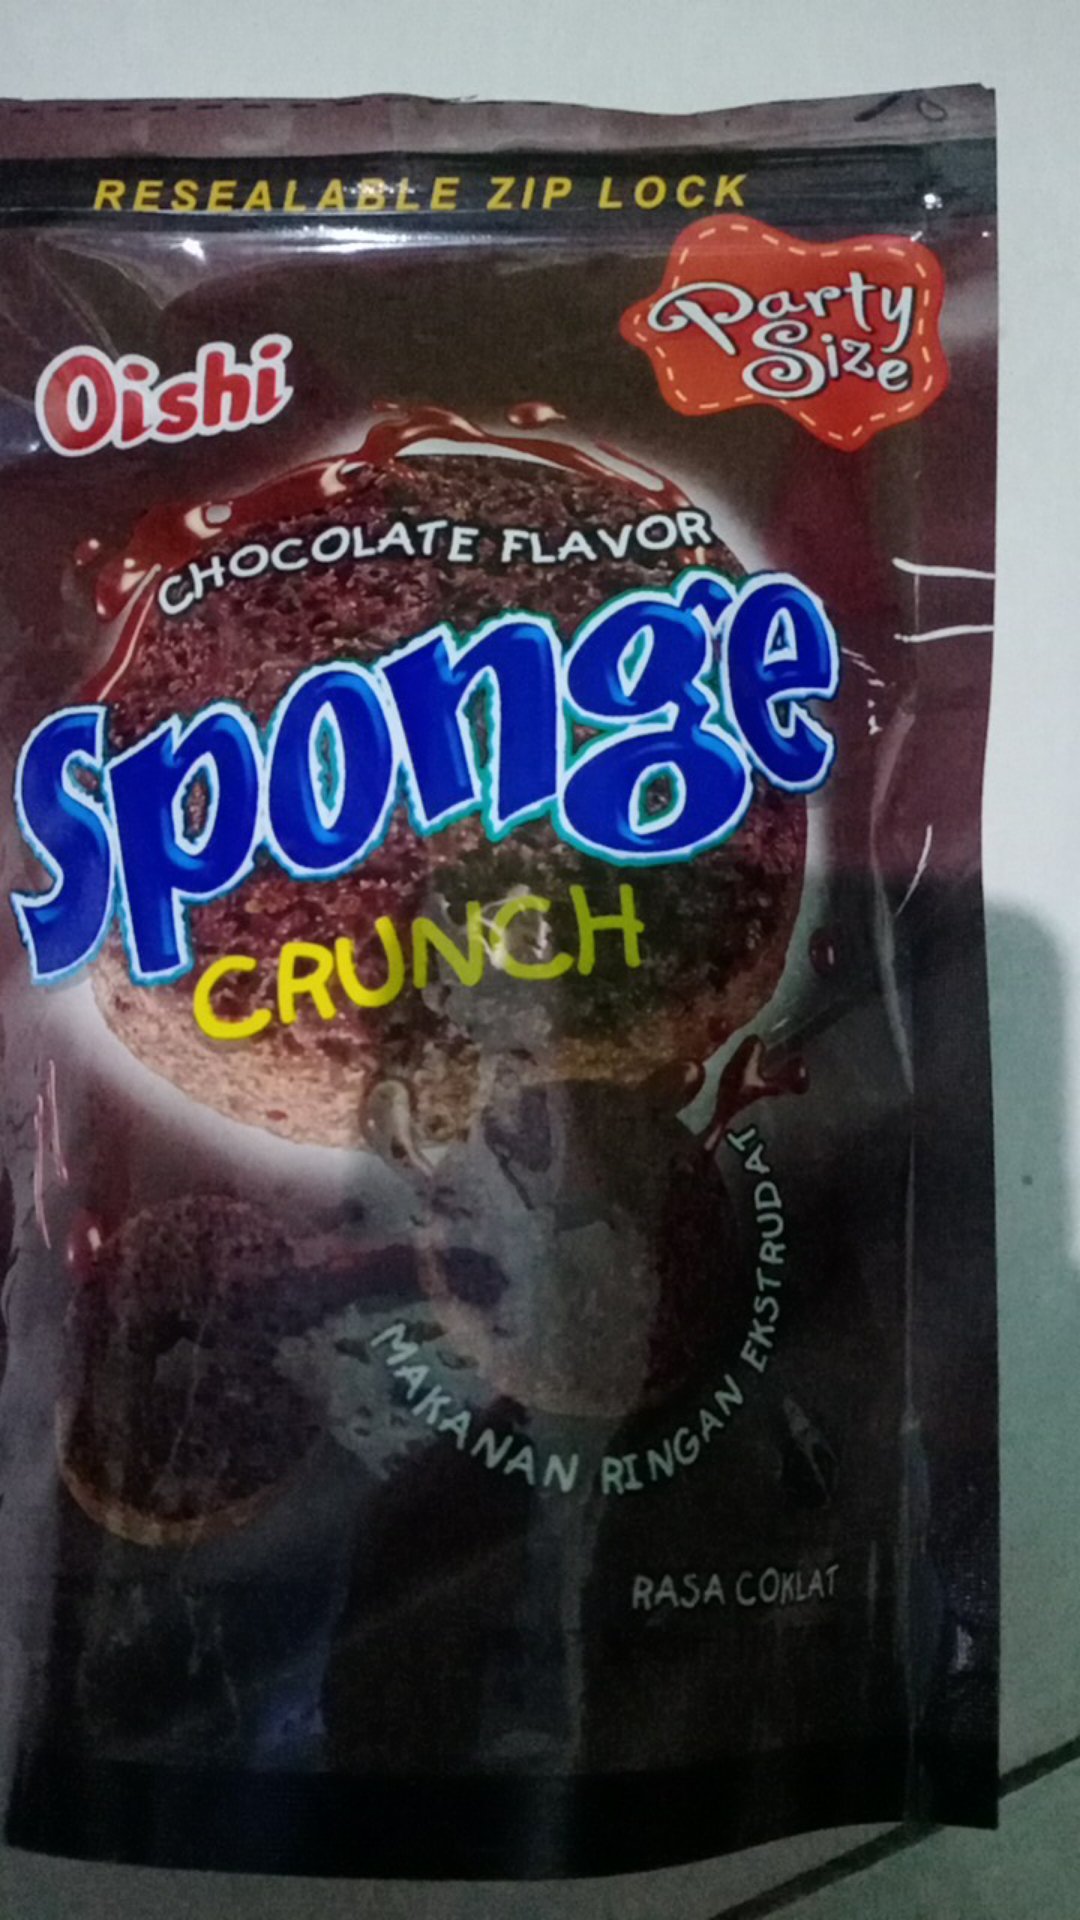 RESEALABLE ZIP LOCK
Party
Size
Oishi
CHOCOLATE FLAVOR
Sponge
CRUNCH
MAKANAN RINGAN EKSTRUDAT
RASA COKLAT